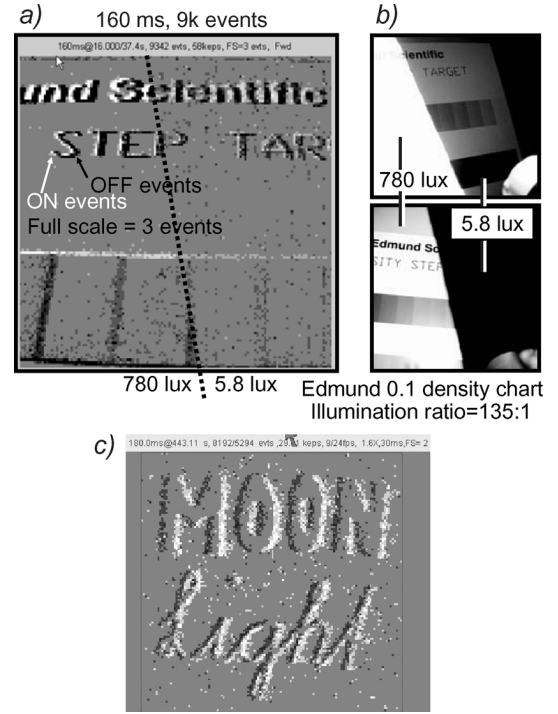 a)
160 ms, 9k events
160ms@16.000/37.4s, 9342 evts, 58keps, FS=3 evts, Fwd
und Scientific
STEP TAR
ON events
OFF events
Full scale = 3 events
780 lux 5.8 lux
b)
und Scientific
TARGET
780 lux
5.8 lux
Edmund Sc
SITY STEP
Edmund 0.1 density chart
Illumination ratio=135:1
c)
MOON
Light